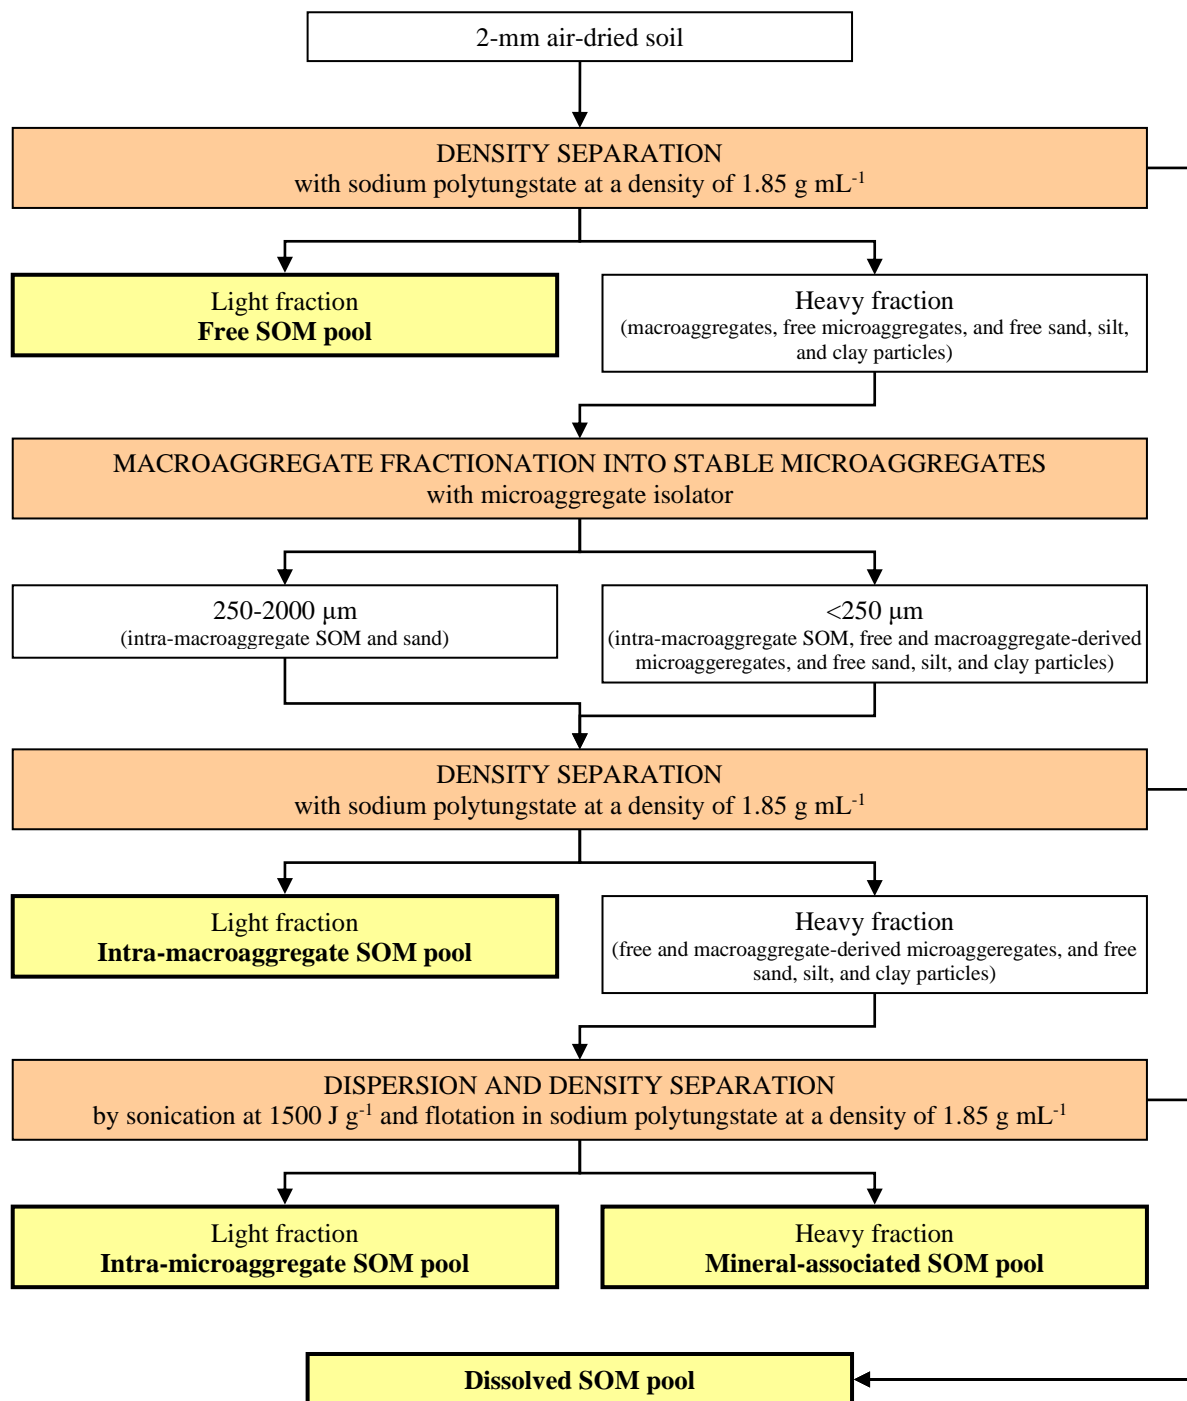 2-mm air-dried soil
DENSITY SEPARATION
with sodium polytungstate at a density of 1.85 g mL⁻¹
Light fraction
Free SOM pool
Heavy fraction
(macroaggregates, free microaggregates, and free sand, silt,
and clay particles)
MACROAGGREGATE FRACTIONATION INTO STABLE MICROAGGREGATES
with microaggregate isolator
250-2000 μm
(intra-macroaggregate SOM and sand)
<250 μm
(intra-macroaggregate SOM, free and macroaggregate-derived
microaggeregates, and free sand, silt, and clay particles)
DENSITY SEPARATION
with sodium polytungstate at a density of 1.85 g mL⁻¹
Light fraction
Intra-macroaggregate SOM pool
Heavy fraction
(free and macroaggregate-derived microaggeregates, and free
sand, silt, and clay particles)
DISPERSION AND DENSITY SEPARATION
by sonication at 1500 J g⁻¹ and flotation in sodium polytungstate at a density of 1.85 g mL⁻¹
Light fraction
Intra-microaggregate SOM pool
Heavy fraction
Mineral-associated SOM pool
Dissolved SOM pool